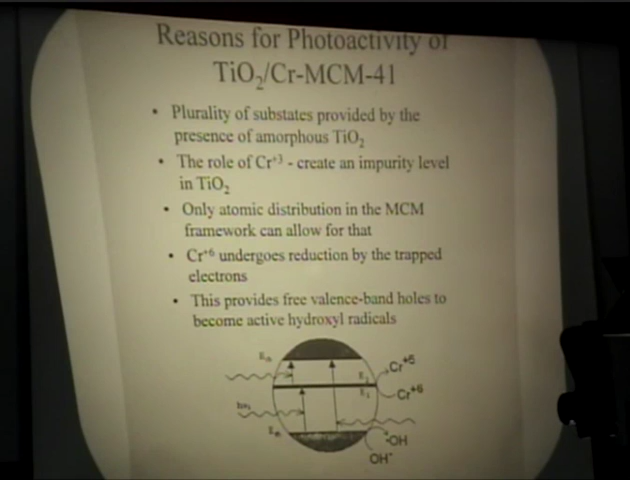 Reasons for Photoactivity of
TiO₂/Cr-MCM-41
• Plurality of substates provided by the
presence of amorphous TiO₂
• The role of Cr⁺³ - create an impurity level
in TiO₂
• Only atomic distribution in the MCM
framework can allow for that
• Cr⁺⁶ undergoes reduction by the trapped
electrons
• This provides free valence-band holes to
become active hydroxyl radicals
Cr⁺⁵
Cr⁺⁶
·OH
OH⁻